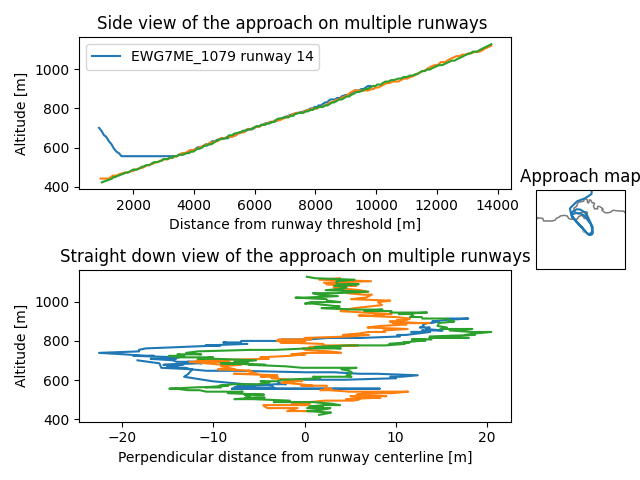 Side view of the approach on multiple runways
EWG7ME_1079 runway 14
Altitude [m]
1000
800
600
400
2000 4000 6000 8000 10000 12000 14000
Distance from runway threshold [m]
Approach map
Straight down view of the approach on multiple runways
Altitude [m]
1000
800
600
400
−20 −10 0 10 20
Perpendicular distance from runway centerline [m]